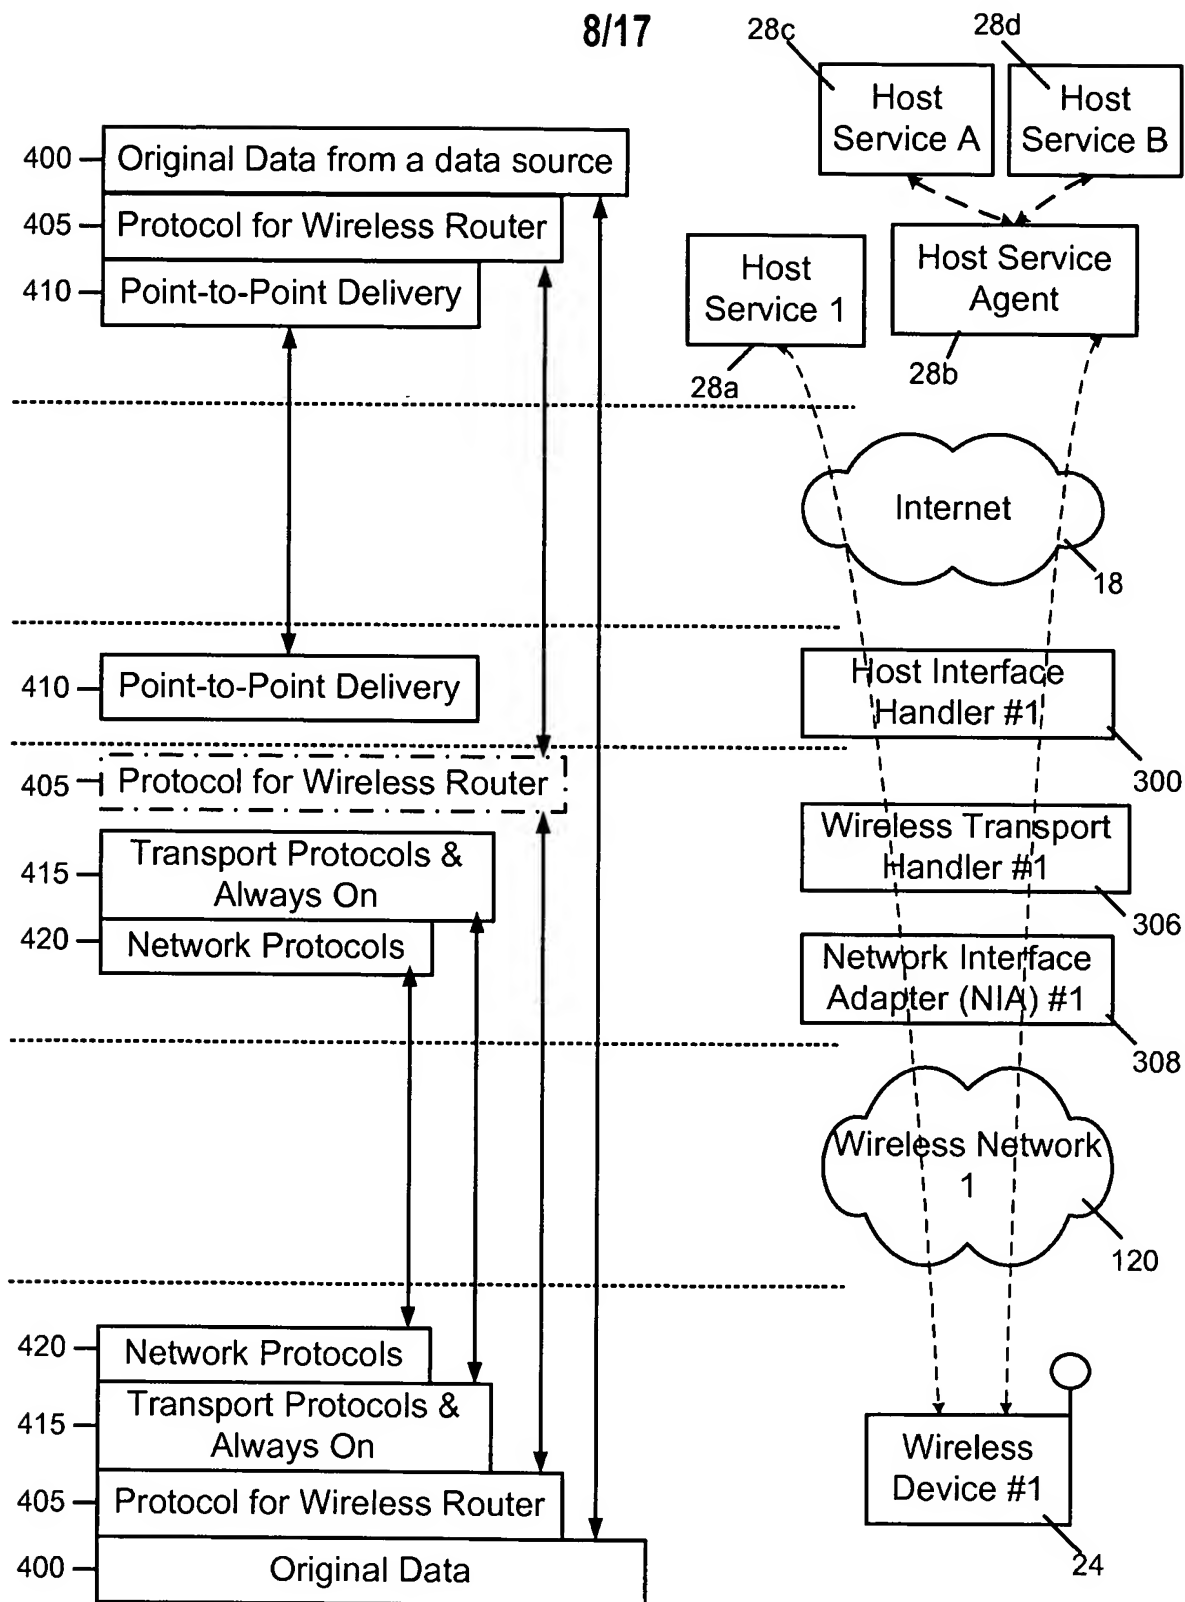 8/17
28c
28d
Host
Service A
Host
Service B
400
Original Data from a data source
405
Protocol for Wireless Router
410
Point-to-Point Delivery
Host
Service 1
Host Service
Agent
28a
28b
Internet
18
410
Point-to-Point Delivery
Host Interface
Handler #1
300
405
Protocol for Wireless Router
415
Transport Protocols &
Always On
Wireless Transport
Handler #1
306
420
Network Protocols
Network Interface
Adapter (NIA) #1
308
Wireless Network
1
120
420
Network Protocols
415
Transport Protocols &
Always On
405
Protocol for Wireless Router
400
Original Data
Wireless
Device #1
24